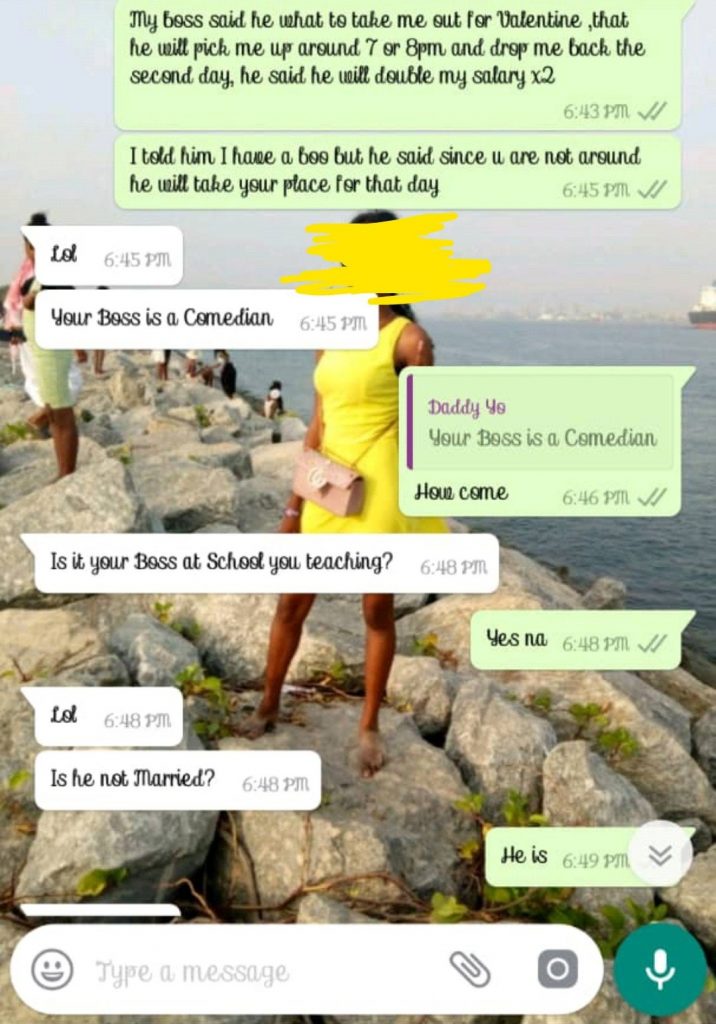 My boss said he what to take me out for Valentine ,that
he will pick me up around 7 or 8pm and drop me back the
second day, he said he will double my salary x2
6:43 PM
I told him I have a boo but he said since u are not around
he will take your place for that day
6:45 PM
Lol 6:45 PM
Your Boss is a Comedian 6:45 PM
Daddy Yo
Your Boss is a Comedian
How come 6:46 PM
Is it your Boss at School you teaching? 6:48 PM
Yes na 6:48 PM
Lol 6:48 PM
Is he not Married? 6:48 PM
He is 6:49 PM
Type a message